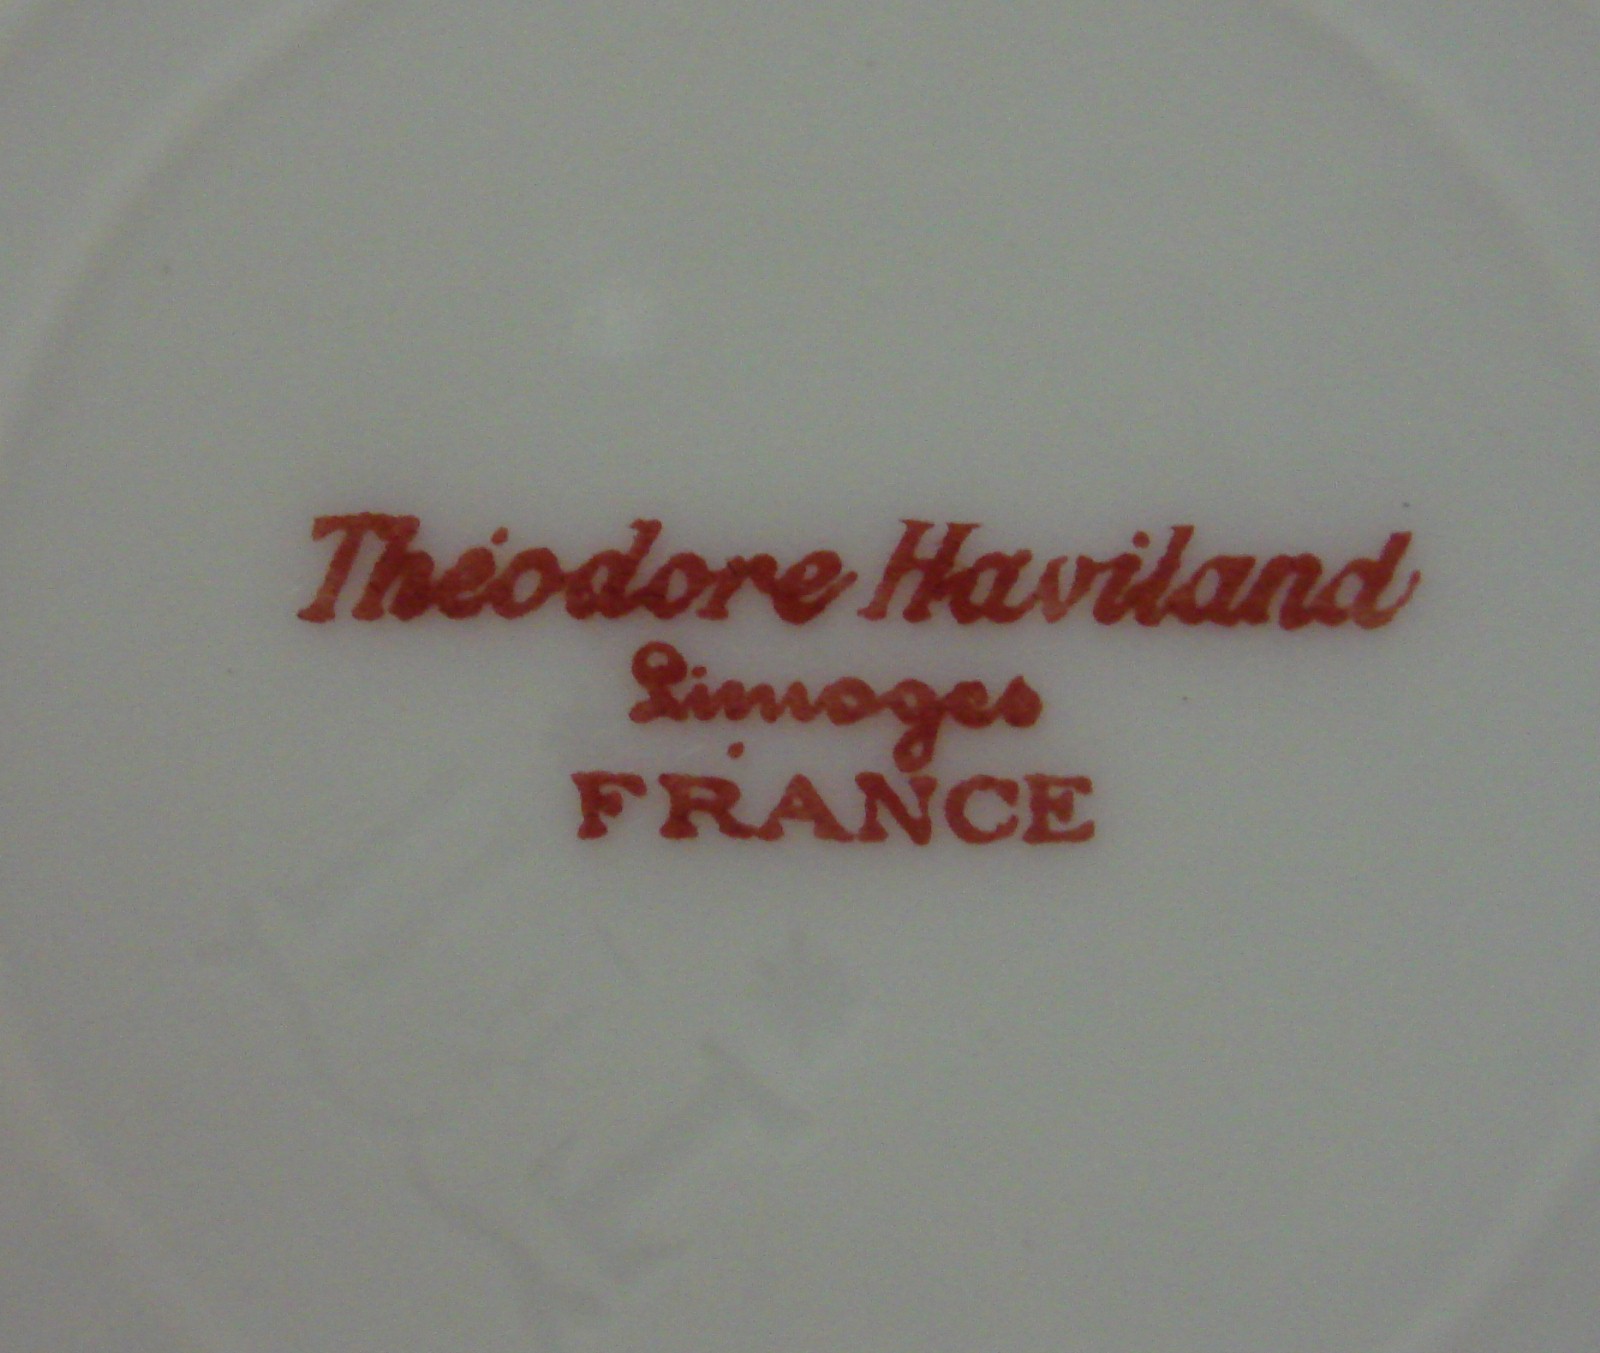 Théodore Haviland
Limoges
FRANCE